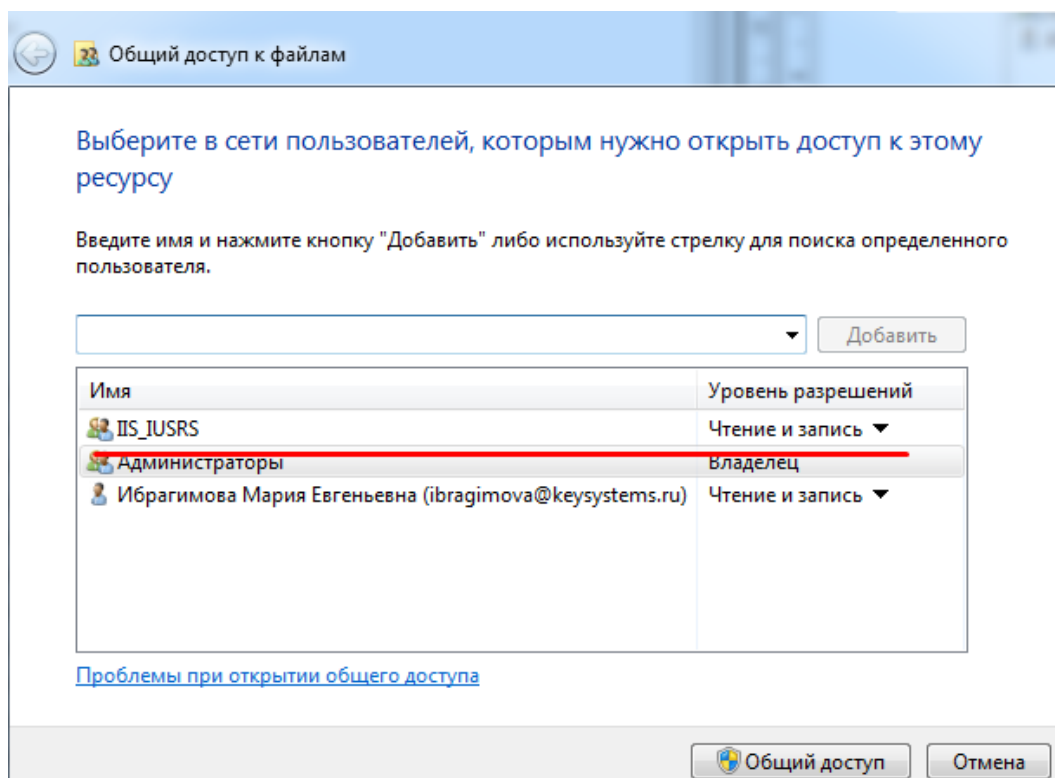 Общий доступ к файлам
Выберите в сети пользователей, которым нужно открыть доступ к этому
ресурсу
Введите имя и нажмите кнопку "Добавить" либо используйте стрелку для поиска определенного
пользователя.
Добавить
Имя Уровень разрешений
IIS_IUSRS Чтение и запись
Администраторы Владелец
Ибрагимова Мария Евгеньевна (ibragimova@keysystems.ru) Чтение и запись
Проблемы при открытии общего доступа
Общий доступ Отмена